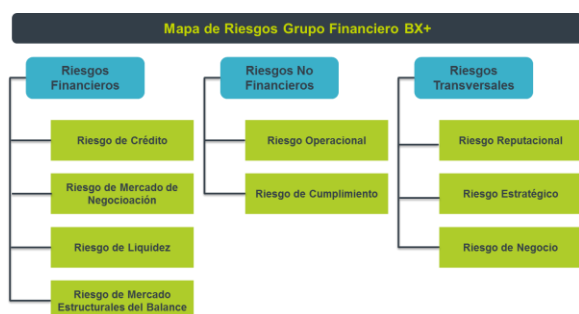 Mapa de Riesgos Grupo Financiero BX+
Riesgos
Financieros
Riesgo de Crédito
Riesgo de Mercado de
Negocioación
Riesgo de Liquidez
Riesgo de Mercado
Estructurales del Balance
Riesgos No
Financieros
Riesgo Operacional
Riesgo de Cumplimiento
Riesgos
Transversales
Riesgo Reputacional
Riesgo Estratégico
Riesgo de Negocio